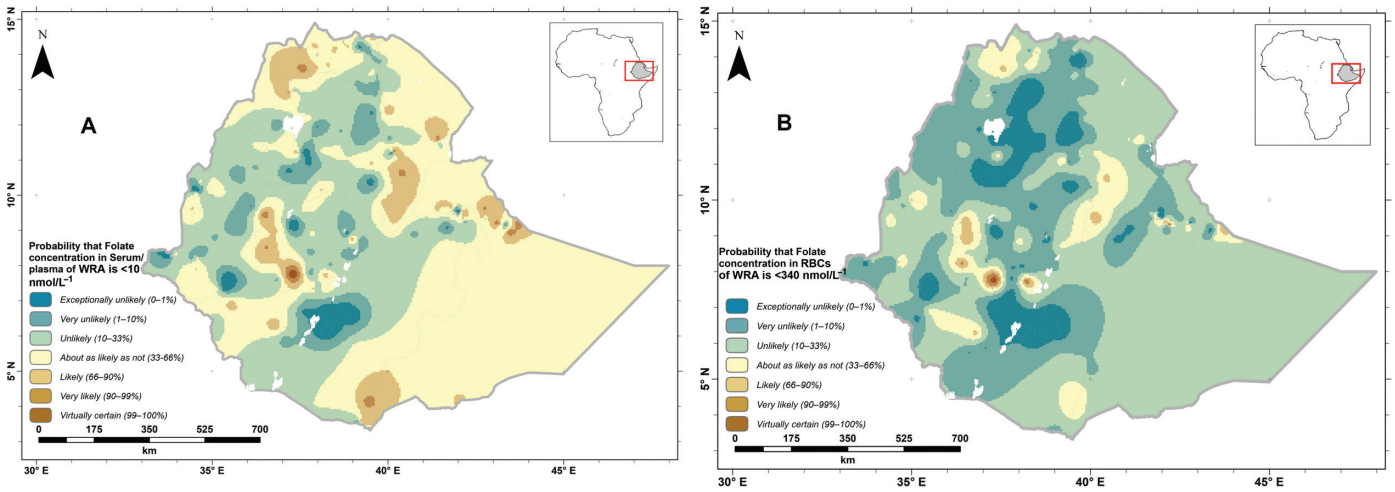 15° N
N
A
10° N
5° N
Probability that Folate
concentration in Serum/
plasma of WRA is <10
nmol/L⁻¹
Exceptionally unlikely (0–1%)
Very unlikely (1–10%)
Unlikely (10–33%)
About as likely as not (33-66%)
Likely (66–90%)
Very likely (90–99%)
Virtually certain (99–100%)
0 175 350 525 700
km
30° E 35° E 40° E 45° E
15° N
N
B
10° N
5° N
Probability that Folate
concentration in RBCs
of WRA is <340 nmol/L⁻¹
Exceptionally unlikely (0–1%)
Very unlikely (1–10%)
Unlikely (10–33%)
About as likely as not (33–66%)
Likely (66–90%)
Very likely (90–99%)
Virtually certain (99–100%)
0 175 350 525 700
km
30° E 35° E 40° E 45° E